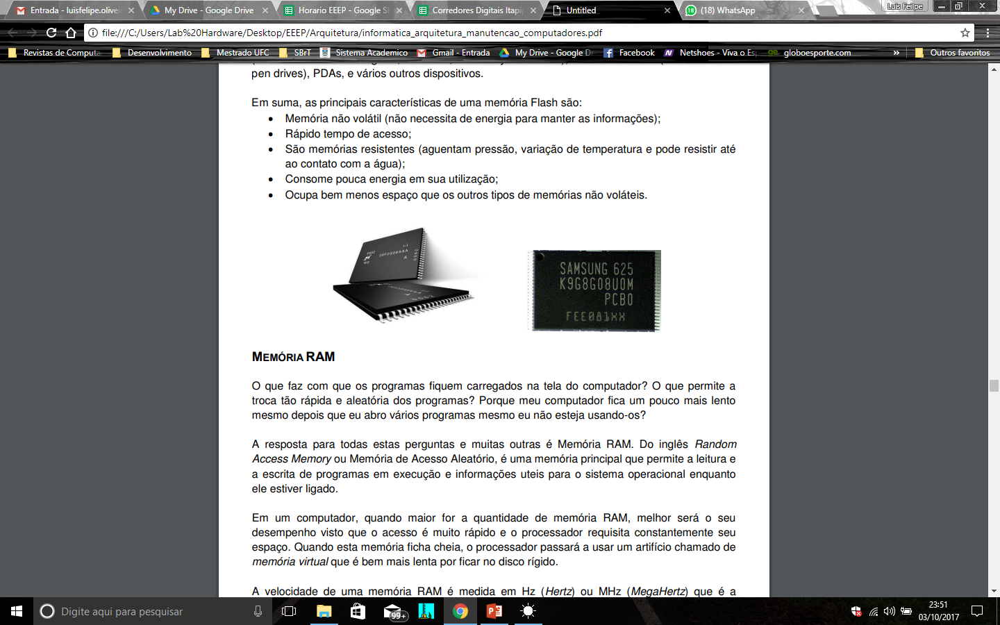 Entrada - luisfelipe.olivei
My Drive - Google Drive
Horario EEEP - Google Sl
Corredores Digitais Itapi
Untitled
(18) WhatsApp
Luis Felipe
file:///C:/Users/Lab%20Hardware/Desktop/EEEP/Arquitetura/informatica_arquitetura_manutencao_computadores.pdf
Revistas de Computa
Desenvolvimento
Mestrado UFC
SBrT
Sistema Academico
Gmail - Entrada
My Drive - Google Dr
Facebook
Netshoes - Viva o Esp
globoesporte.com
»
Outros favoritos
pen drives), PDAs, e vários outros dispositivos.
Em suma, as principais características de uma memória Flash são:
• Memória não volátil (não necessita de energia para manter as informações);
• Rápido tempo de acesso;
• São memórias resistentes (aguentam pressão, variação de temperatura e pode resistir até
ao contato com a água);
• Consome pouca energia em sua utilização;
• Ocupa bem menos espaço que os outros tipos de memórias não voláteis.
SAMSUNG 625
K9G8G08U0M
PCB0
FEE081XX
MEMÓRIA RAM
O que faz com que os programas fiquem carregados na tela do computador? O que permite a
troca tão rápida e aleatória dos programas? Porque meu computador fica um pouco mais lento
mesmo depois que eu abro vários programas mesmo eu não esteja usando-os?
A resposta para todas estas perguntas e muitas outras é Memória RAM. Do inglês Random
Access Memory ou Memória de Acesso Aleatório, é uma memória principal que permite a leitura e
a escrita de programas em execução e informações uteis para o sistema operacional enquanto
ele estiver ligado.
Em um computador, quando maior for a quantidade de memória RAM, melhor será o seu
desempenho visto que o acesso é muito rápido e o processador requisita constantemente seu
espaço. Quando esta memória ficha cheia, o processador passará a usar um artifício chamado de
memória virtual que é bem mais lenta por ficar no disco rígido.
A velocidade de uma memória RAM é medida em Hz (Hertz) ou MHz (MegaHertz) que é a
Digite aqui para pesquisar
99+
23:51
03/10/2017